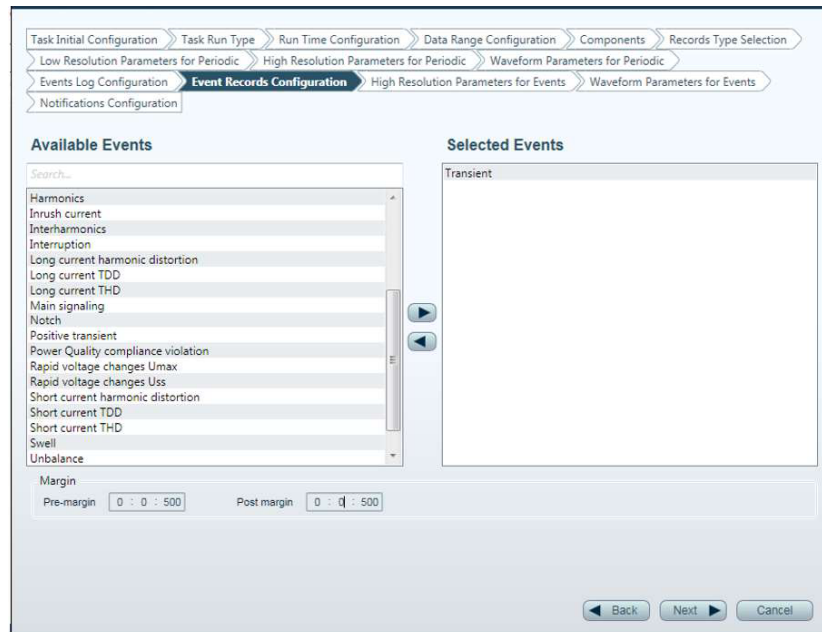 Task Initial Configuration Task Run Type Run Time Configuration Data Range Configuration Components Records Type Selection
Low Resolution Parameters for Periodic High Resolution Parameters for Periodic Waveform Parameters for Periodic
Events Log Configuration Event Records Configuration High Resolution Parameters for Events Waveform Parameters for Events
Notifications Configuration
Available Events
Search...
Harmonics
Inrush current
Interharmonics
Interruption
Long current harmonic distortion
Long current TDD
Long current THD
Main signaling
Notch
Positive transient
Power Quality compliance violation
Rapid voltage changes Umax
Rapid voltage changes Uss
Short current harmonic distortion
Short current TDD
Short current THD
Swell
Unbalance
Selected Events
Transient
Margin
Pre-margin 0 : 0 : 500 Post margin 0 : 0 : 500
Back Next Cancel